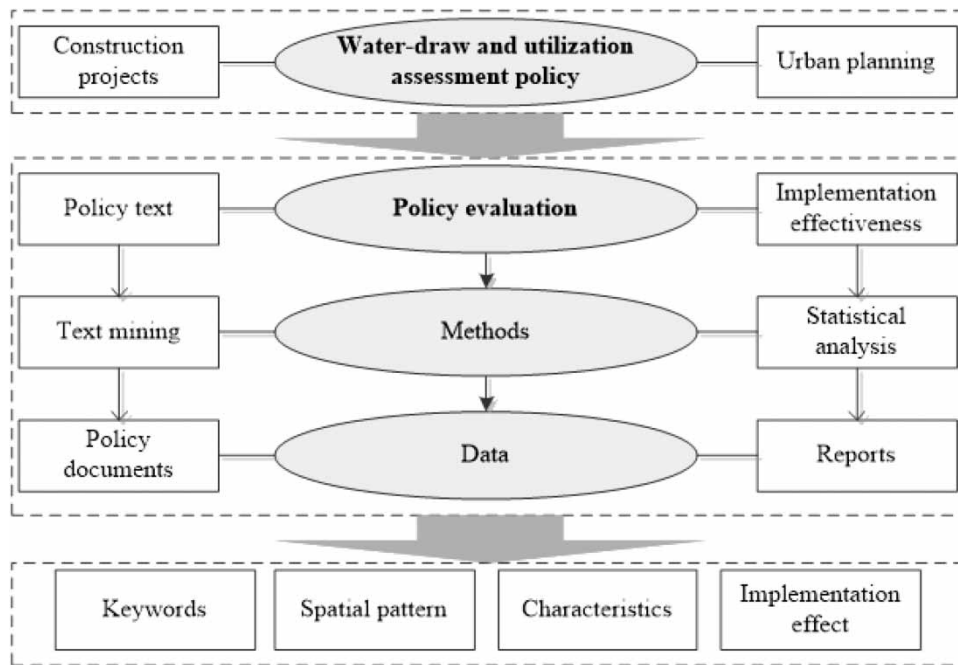 Construction
projects
Water-draw and utilization
assessment policy
Urban planning
Policy text
Policy evaluation
Implementation
effectiveness
Text mining
Methods
Statistical
analysis
Policy
documents
Data
Reports
Keywords
Spatial pattern
Characteristics
Implementation
effect